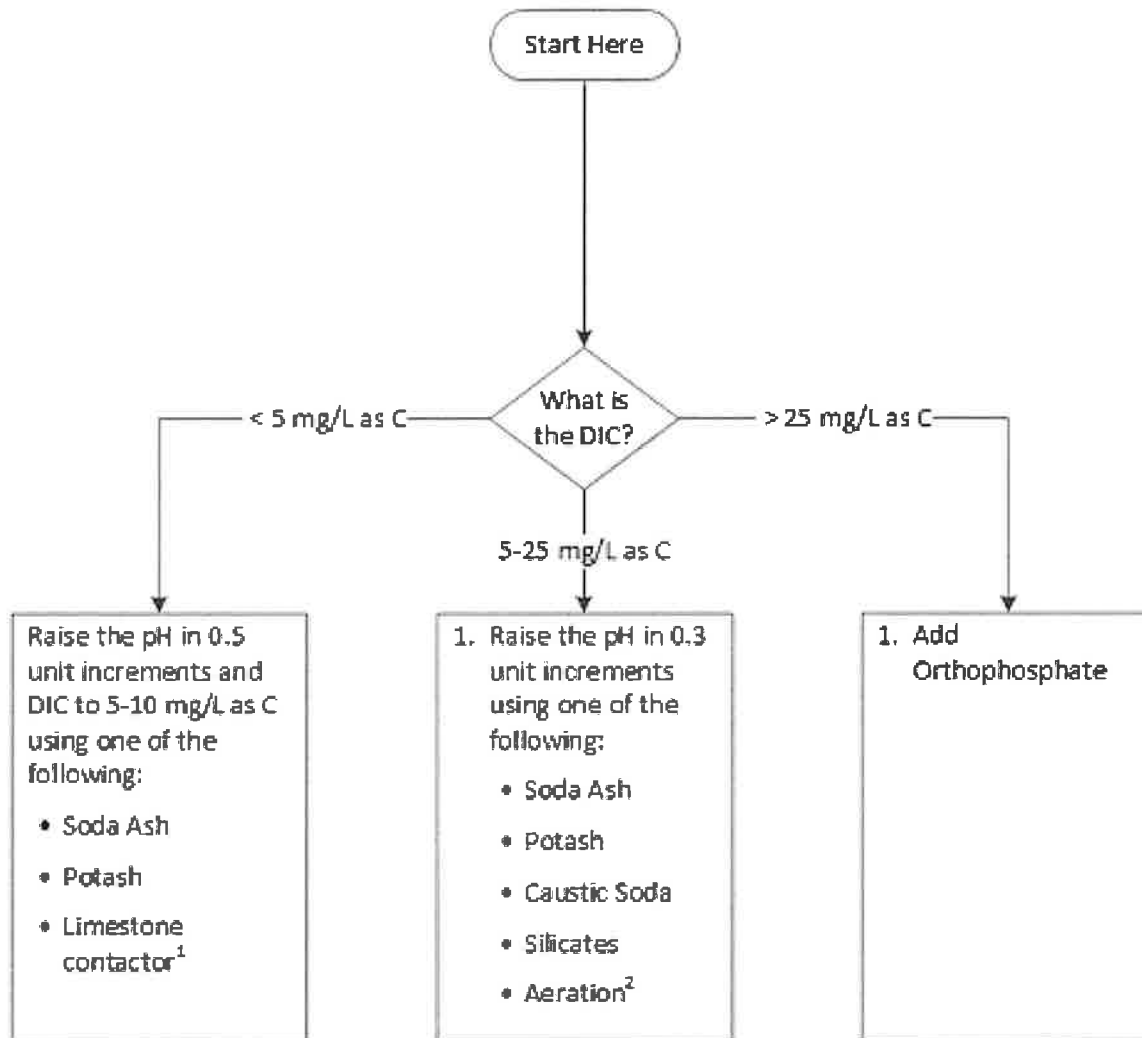 Start Here
What is
the DIC?
< 5 mg/L as C
> 25 mg/L as C
5-25 mg/L as C
Raise the pH in 0.5
unit increments and
DIC to 5-10 mg/L as C
using one of the
following:
• Soda Ash
• Potash
• Limestone
contactor¹
1. Raise the pH in 0.3
unit increments
using one of the
following:
• Soda Ash
• Potash
• Caustic Soda
• Silicates
• Aeration²
1. Add
Orthophosphate